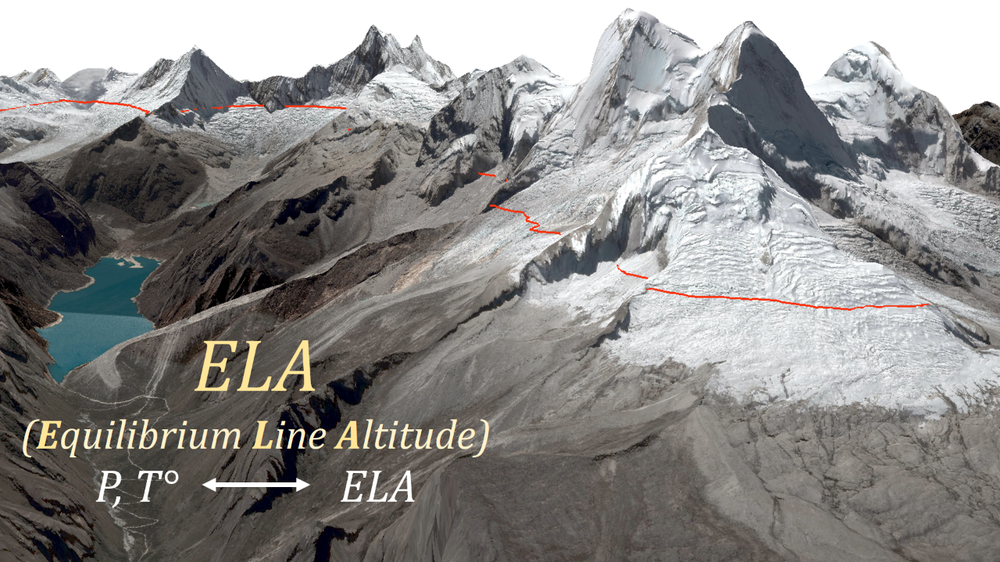 ELA
(Equilibrium Line Altitude)
P, T° ⟷ ELA